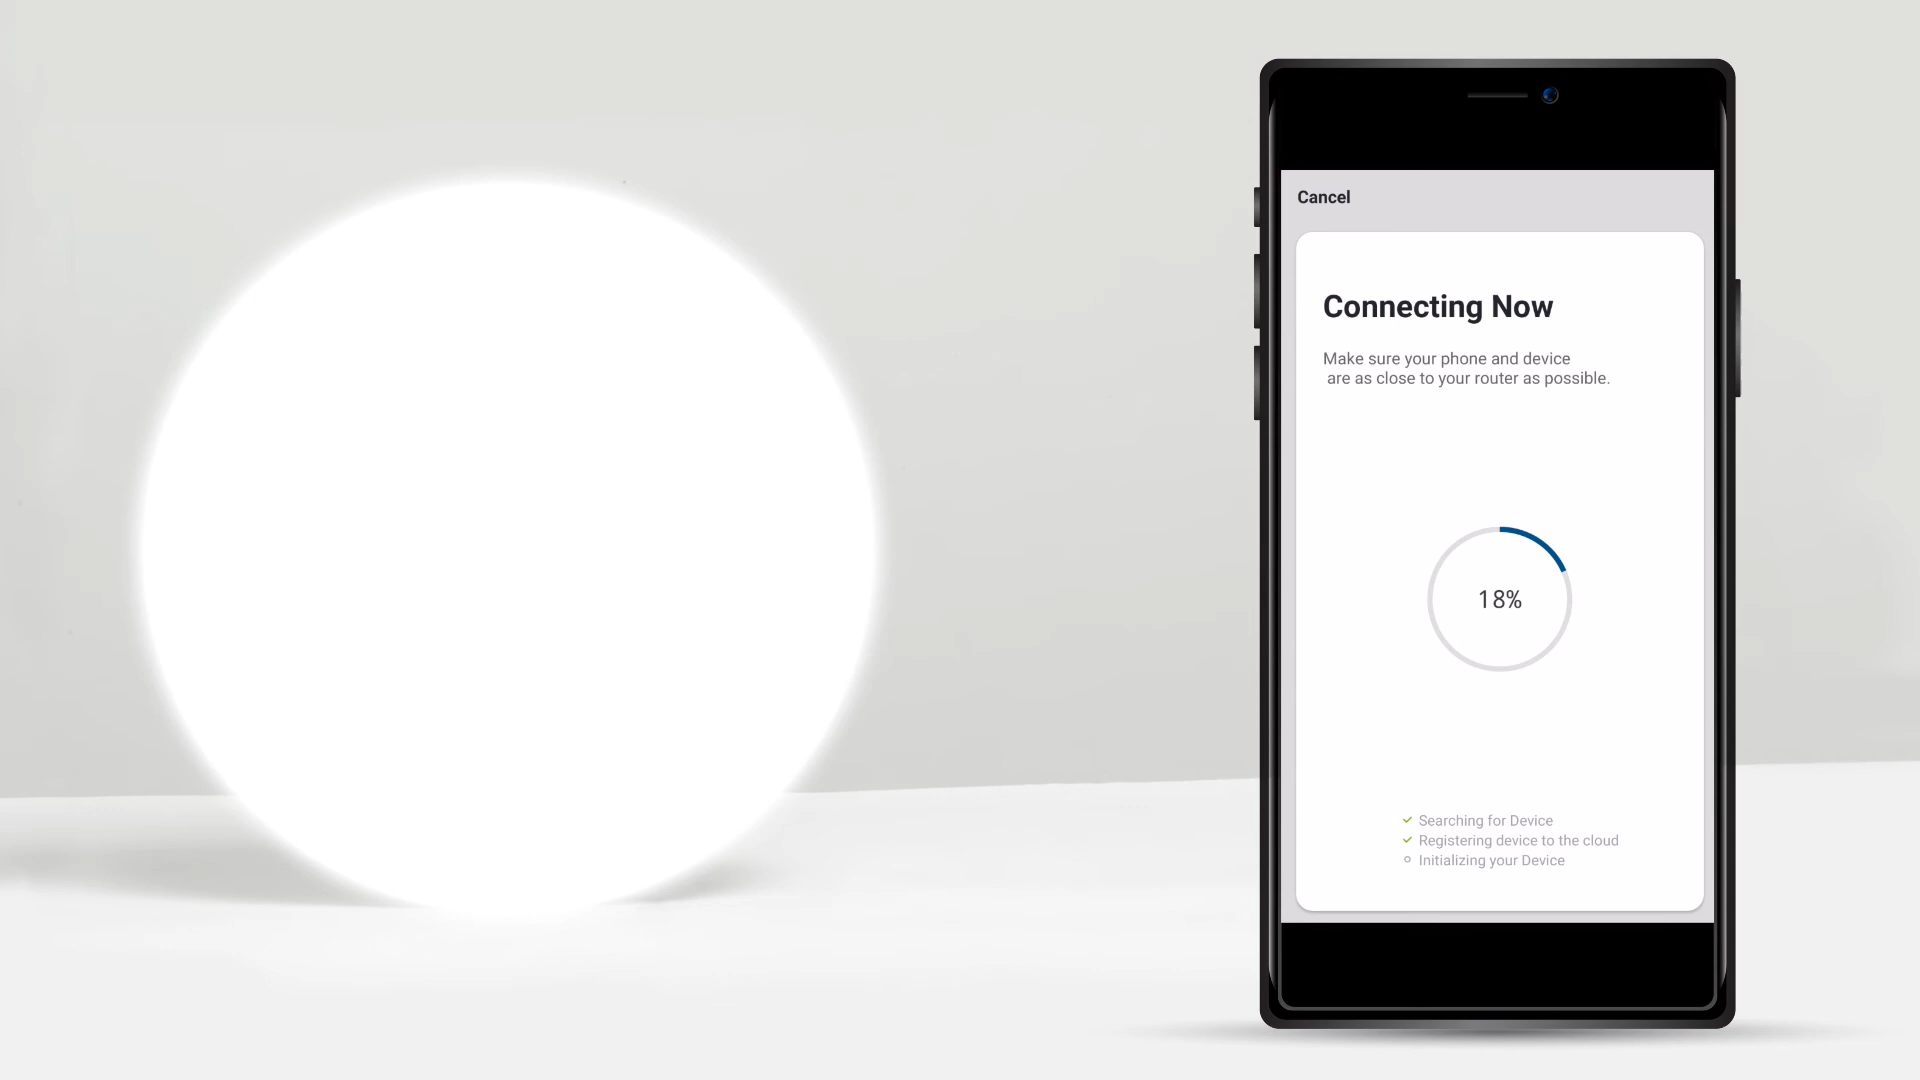 Cancel
Connecting Now
Make sure your phone and device
are as close to your router as possible.
18%
Searching for Device
Registering device to the cloud
Initializing your Device